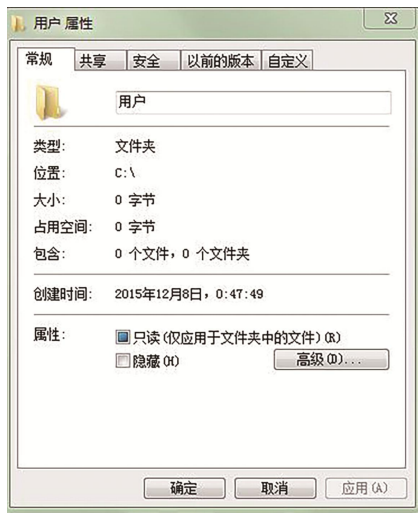 用户 属性
常规 共享 安全 以前的版本 自定义
用户
类型: 文件夹
位置: C:\
大小: 0 字节
占用空间: 0 字节
包含: 0 个文件，0 个文件夹
创建时间: 2015年12月8日，0:47:49
属性: 只读(仅应用于文件夹中的文件)(R)
隐藏(H) 高级(D)...
确定 取消 应用(A)